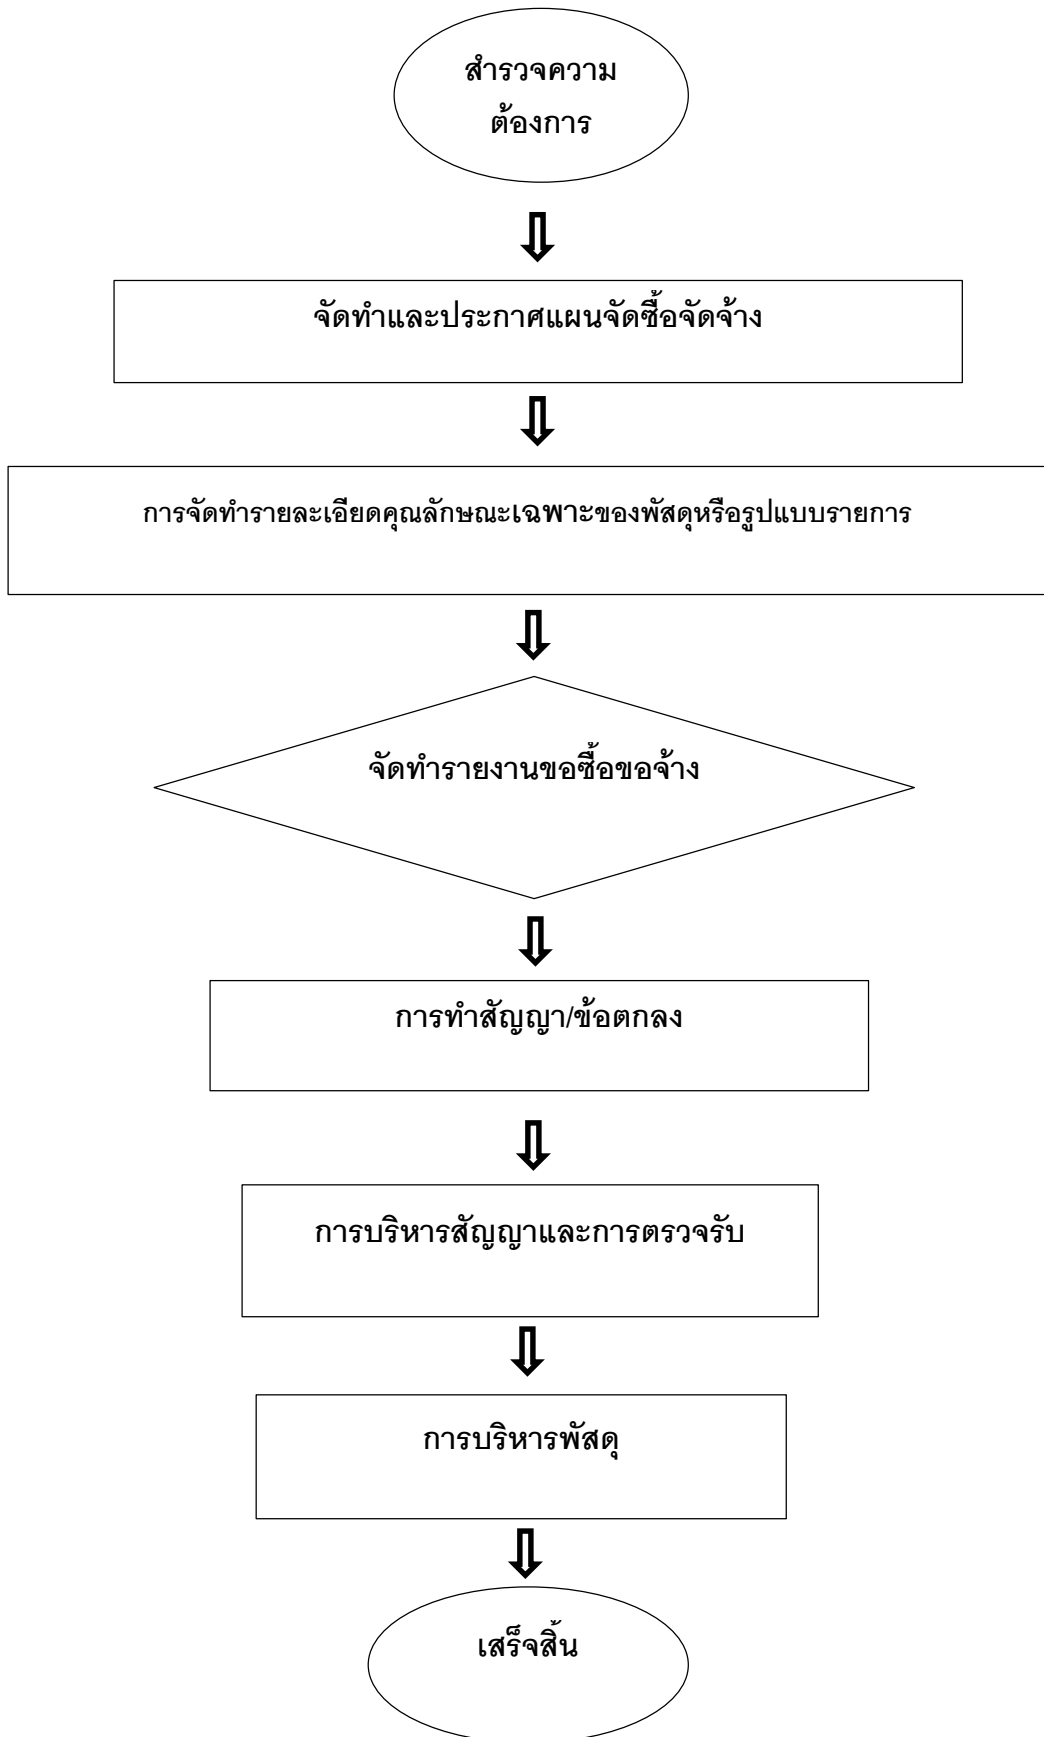 สำรวจความ
ต้องการ
จัดทำและประกาศแผนจัดซื้อจัดจ้าง
การจัดทำรายละเอียดคุณลักษณะเฉพาะของพัสดุหรือรูปแบบรายการ
จัดทำรายงานขอซื้อขอจ้าง
การทำสัญญา/ข้อตกลง
การบริหารสัญญาและการตรวจรับ
การบริหารพัสดุ
เสร็จสิ้น